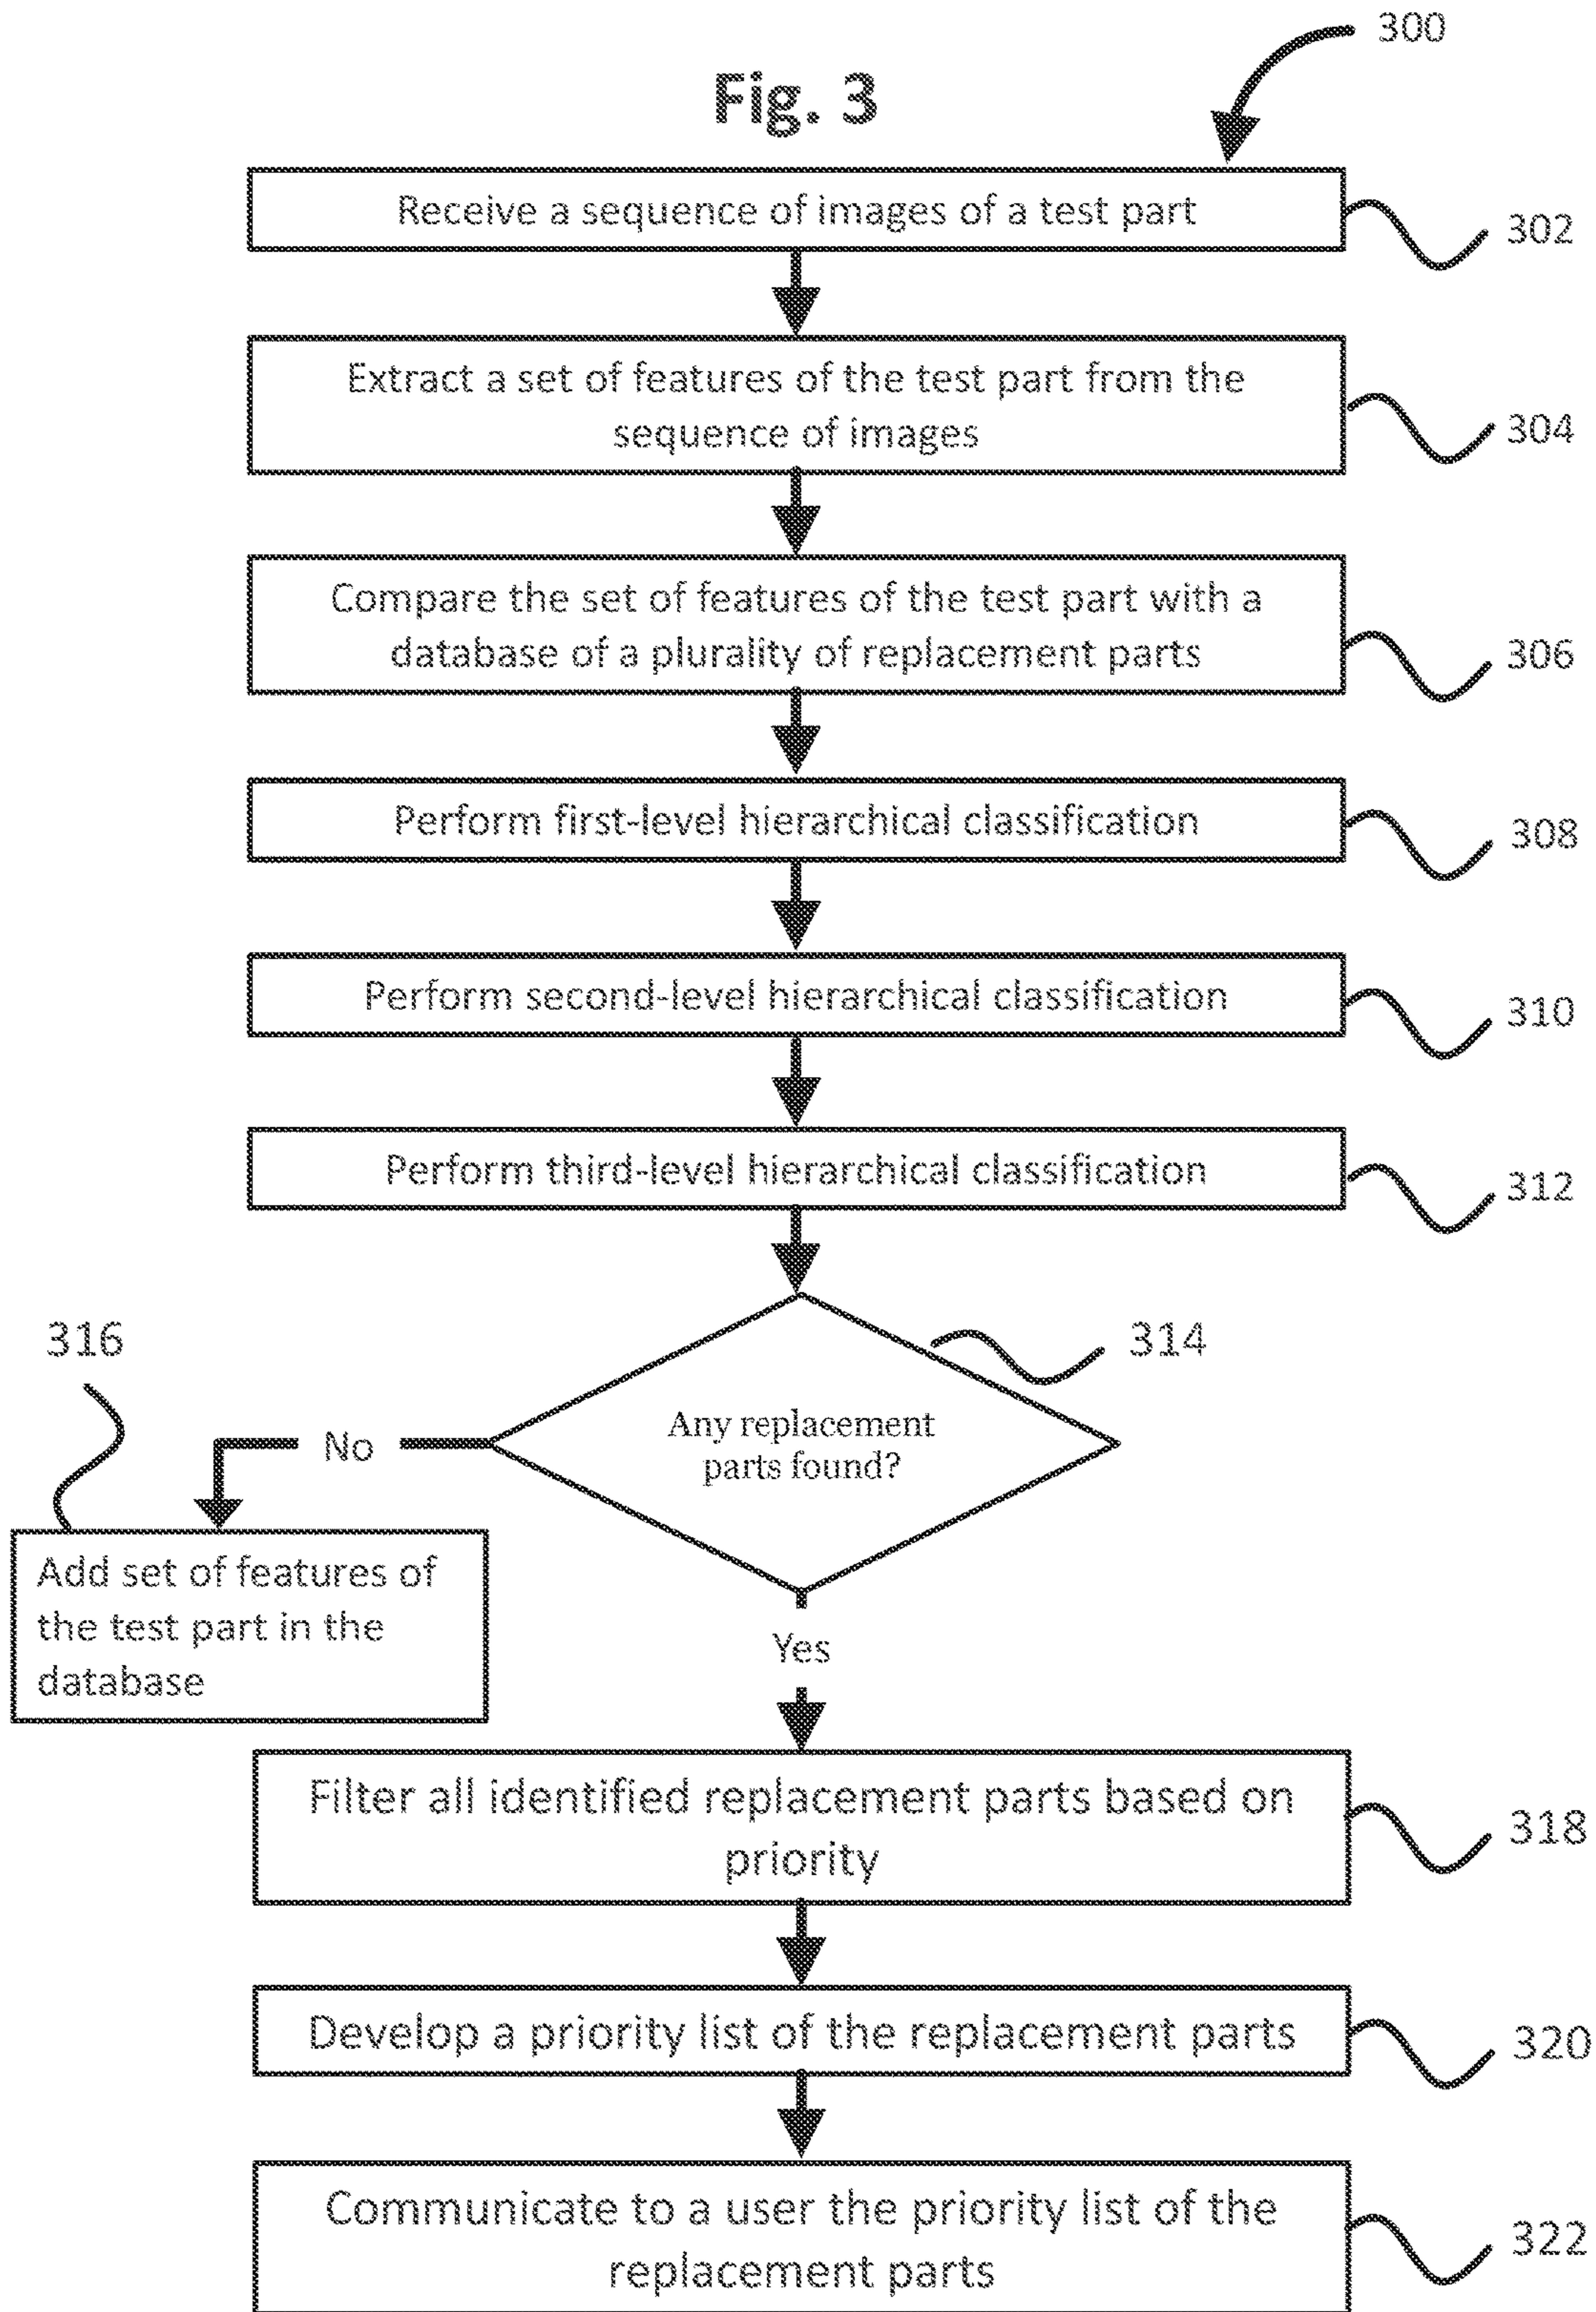 300
Fig. 3
Receive a sequence of images of a test part
302
Extract a set of features of the test part from the
sequence of images
304
Compare the set of features of the test part with a
database of a plurality of replacement parts
306
Perform first-level hierarchical classification
308
Perform second-level hierarchical classification
310
Perform third-level hierarchical classification
312
316
314
Any replacement
parts found?
No
Add set of features of
the test part in the
database
Yes
Filter all identified replacement parts based on
priority
318
Develop a priority list of the replacement parts
320
Communicate to a user the priority list of the
replacement parts
322